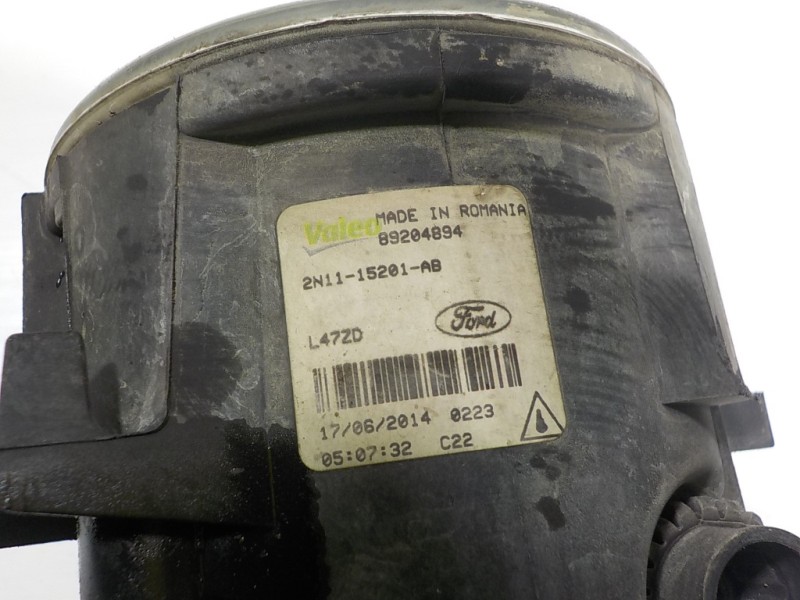 Valeo MADE IN ROMANIA
89204894
2N11-15201-AB
L47ZD Ford
17/06/2014 0223
05:07:32 C22